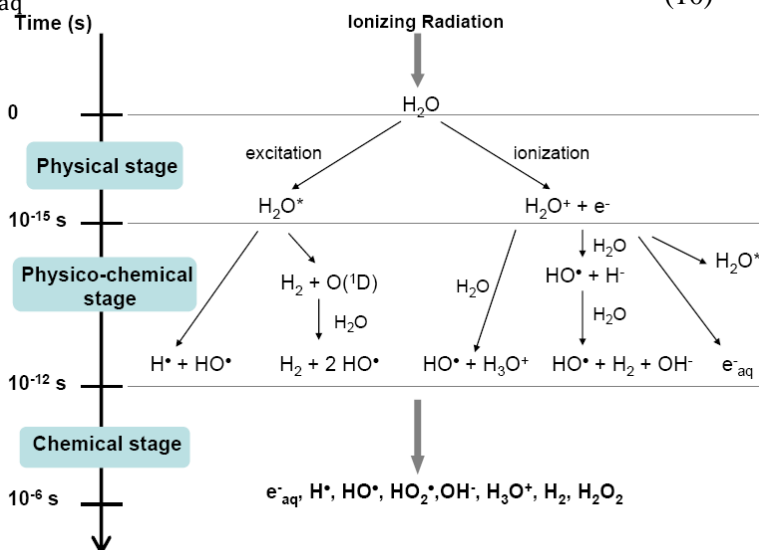 aq
(16)
Time (s)
Ionizing Radiation
0
H₂O
Physical stage
excitation
ionization
H₂O*
H₂O⁺ + e⁻
10⁻¹⁵ s
Physico-chemical
stage
H₂O
HO• + H⁻
H₂O*
H₂ + O(¹D)
H₂O
H₂O
H₂O
H• + HO•
H₂ + 2 HO•
HO• + H₃O⁺
HO• + H₂ + OH⁻
e⁻aq
10⁻¹² s
Chemical stage
10⁻⁶ s
e⁻aq, H•, HO•, HO₂•,OH⁻, H₃O⁺, H₂, H₂O₂